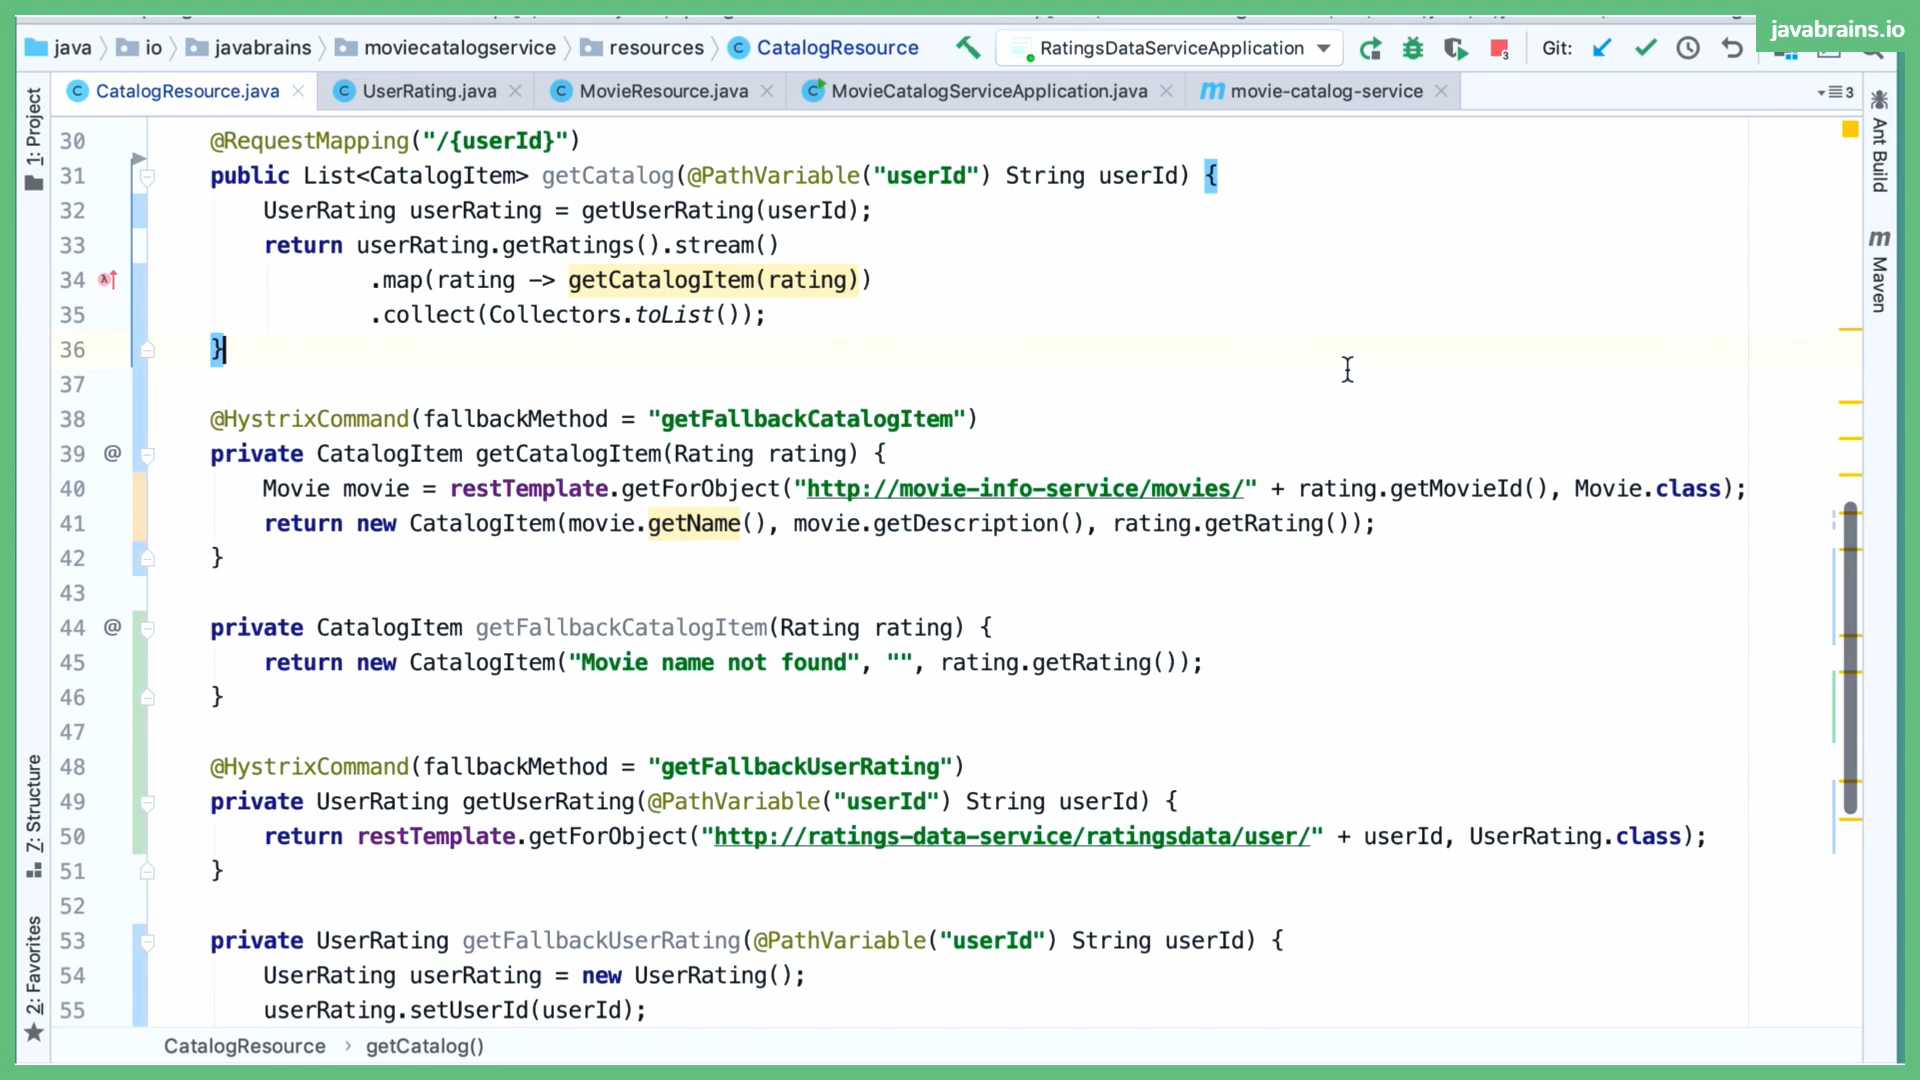 javabrains.io
java io javabrains moviecatalogservice resources CatalogResource RatingsDataServiceApplication Git:
CatalogResource.java UserRating.java MovieResource.java MovieCatalogServiceApplication.java movie-catalog-service 3
1: Project
7: Structure
2: Favorites
Ant Build
Maven
30 @RequestMapping("/{userId}")
31 public List<CatalogItem> getCatalog(@PathVariable("userId") String userId) {
32 UserRating userRating = getUserRating(userId);
33 return userRating.getRatings().stream()
34 .map(rating -> getCatalogItem(rating))
35 .collect(Collectors.toList());
36 }
37
38 @HystrixCommand(fallbackMethod = "getFallbackCatalogItem")
39 @ private CatalogItem getCatalogItem(Rating rating) {
40 Movie movie = restTemplate.getForObject("http://movie-info-service/movies/" + rating.getMovieId(), Movie.class);
41 return new CatalogItem(movie.getName(), movie.getDescription(), rating.getRating());
42 }
43
44 @ private CatalogItem getFallbackCatalogItem(Rating rating) {
45 return new CatalogItem("Movie name not found", "", rating.getRating());
46 }
47
48 @HystrixCommand(fallbackMethod = "getFallbackUserRating")
49 private UserRating getUserRating(@PathVariable("userId") String userId) {
50 return restTemplate.getForObject("http://ratings-data-service/ratingsdata/user/" + userId, UserRating.class);
51 }
52
53 private UserRating getFallbackUserRating(@PathVariable("userId") String userId) {
54 UserRating userRating = new UserRating();
55 userRating.setUserId(userId);
CatalogResource › getCatalog()